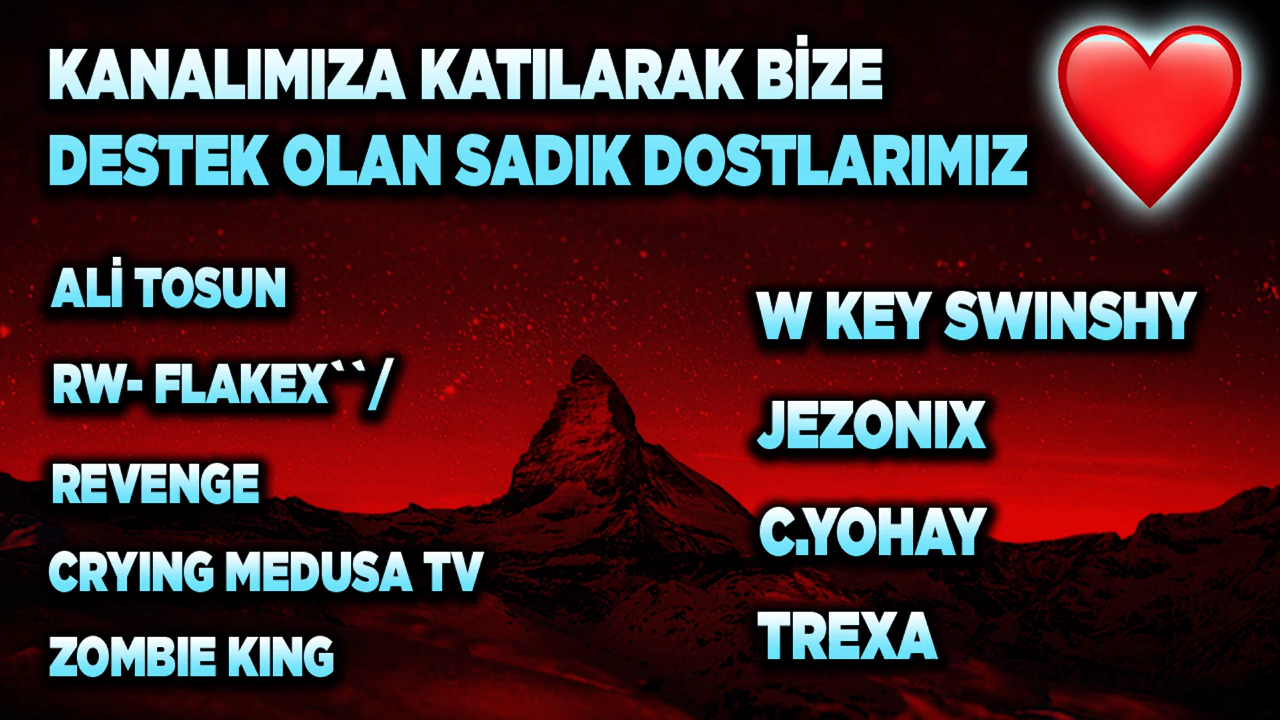 KANALIMIZA KATILARAK BİZE
DESTEK OLAN SADIK DOSTLARIMIZ
ALİ TOSUN
RW- FLAKEX``/
REVENGE
CRYING MEDUSA TV
ZOMBIE KING
W KEY SWINSHY
JEZONIX
C.YOHAY
TREXA